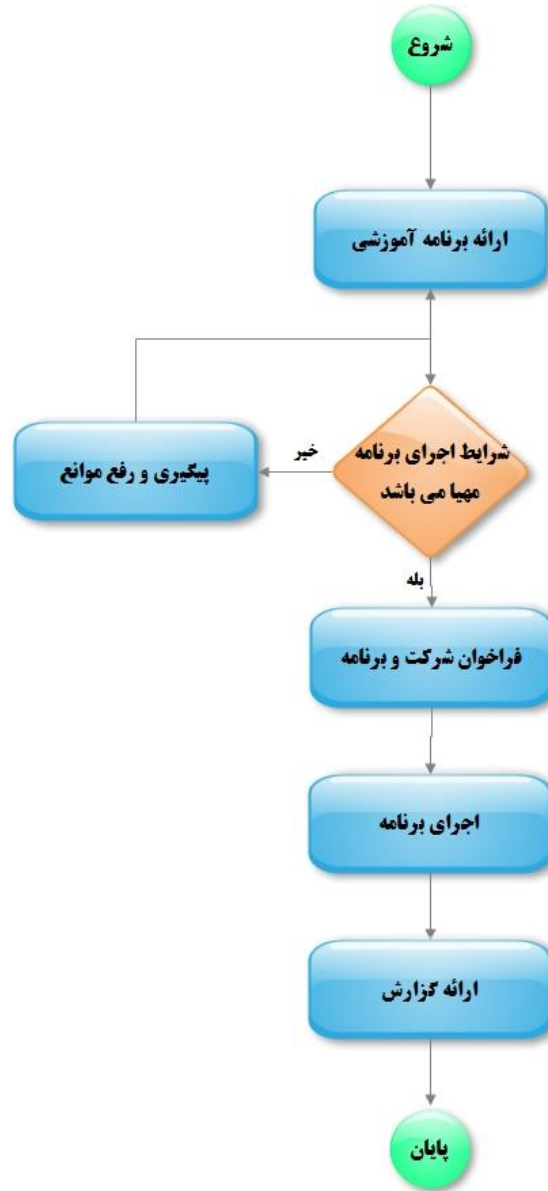 شروع
ارائه برنامه آموزشی
شرایط اجرای برنامه
مهیا می باشد
خیر
پیگیری و رفع موانع
بله
فراخوان شرکت و برنامه
اجرای برنامه
ارائه گزارش
پایان